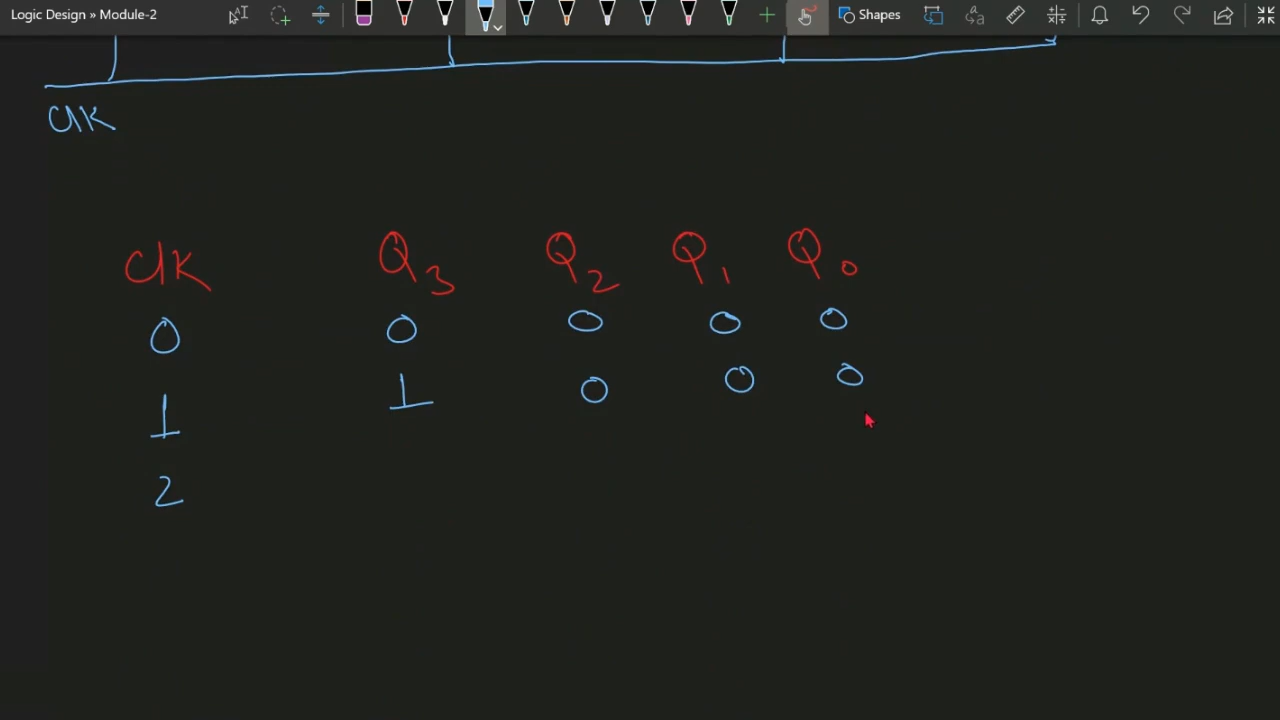 Logic Design » Module-2
Shapes
Clk
Clk Q3 Q2 Q1 Q0
0 0 0 0 0
1 1 0 0 0
2